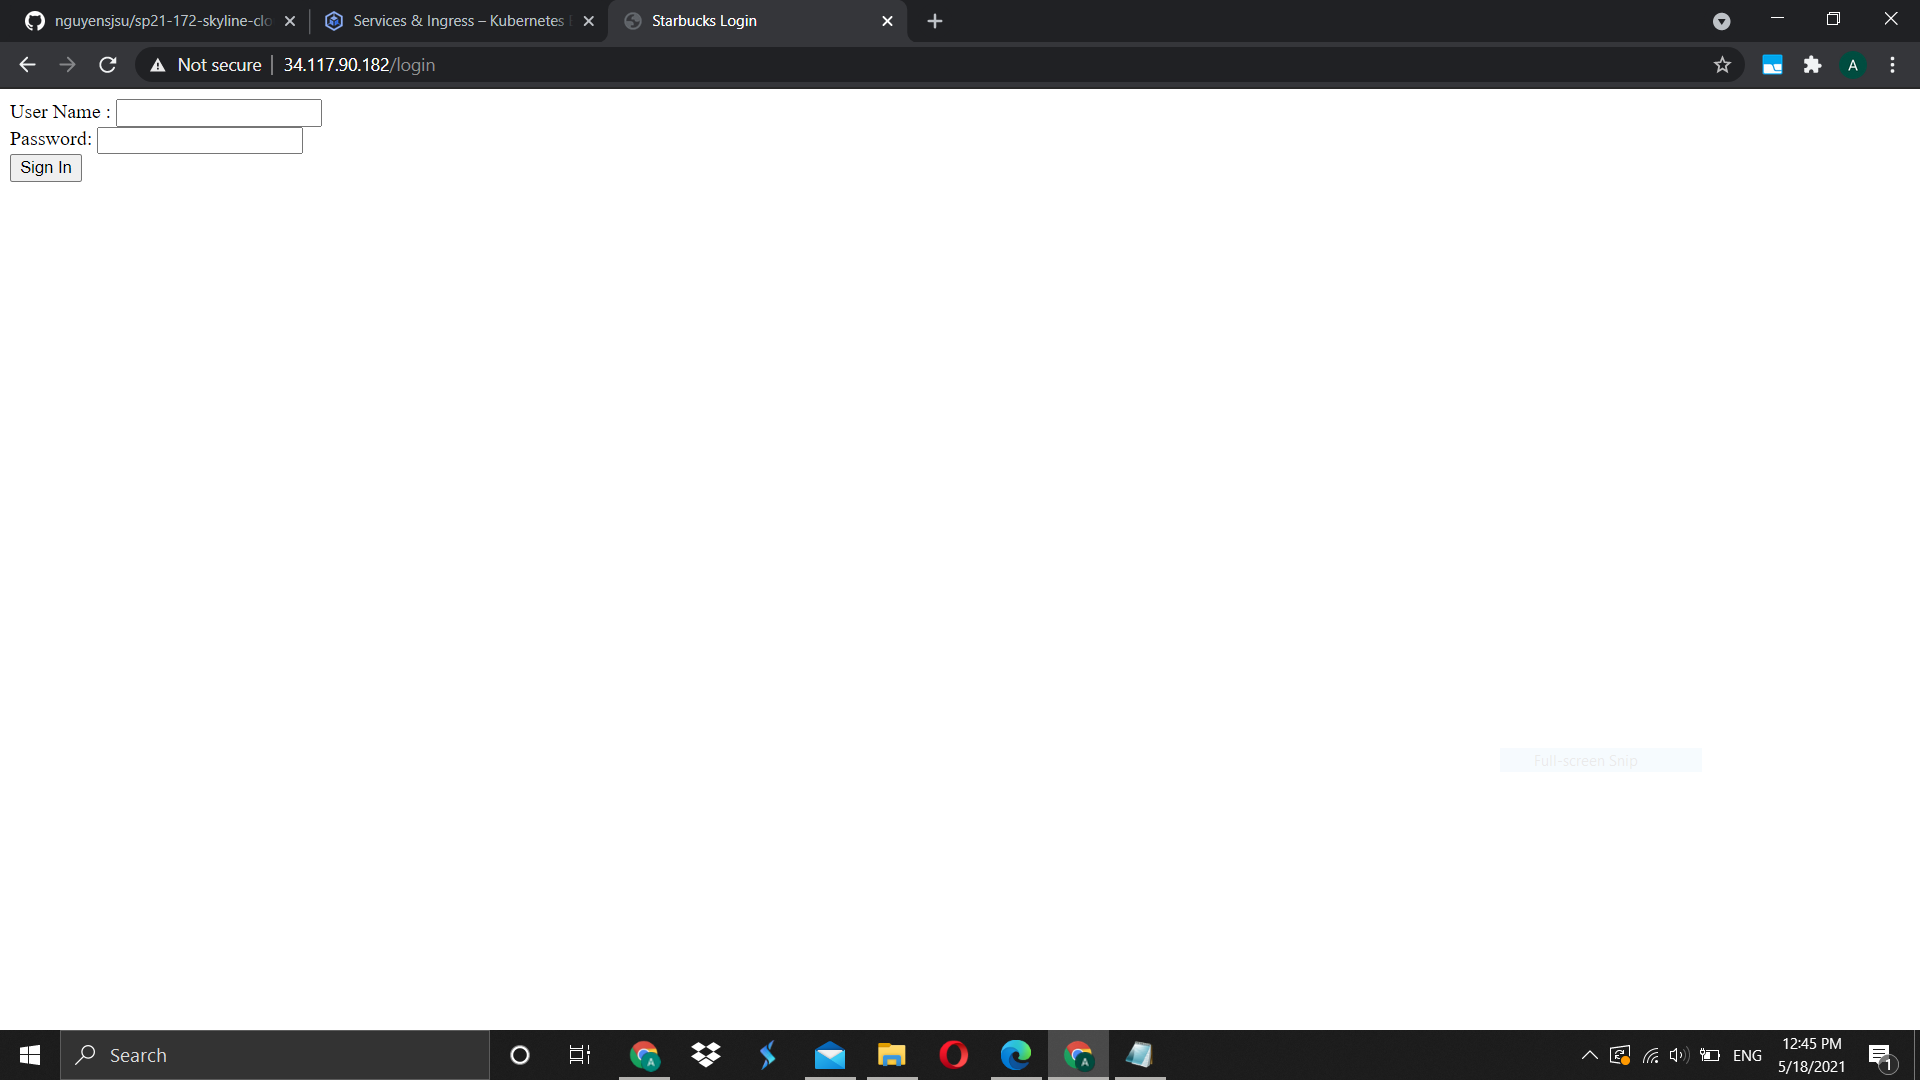 nguyensjsu/sp21-172-skyline-clo
Services & Ingress – Kubernetes
Starbucks Login
Not secure
34.117.90.182/login
A
User Name :
Password:
Sign In
Full-screen Snip
Search
A
A
ENG
12:45 PM
5/18/2021
1